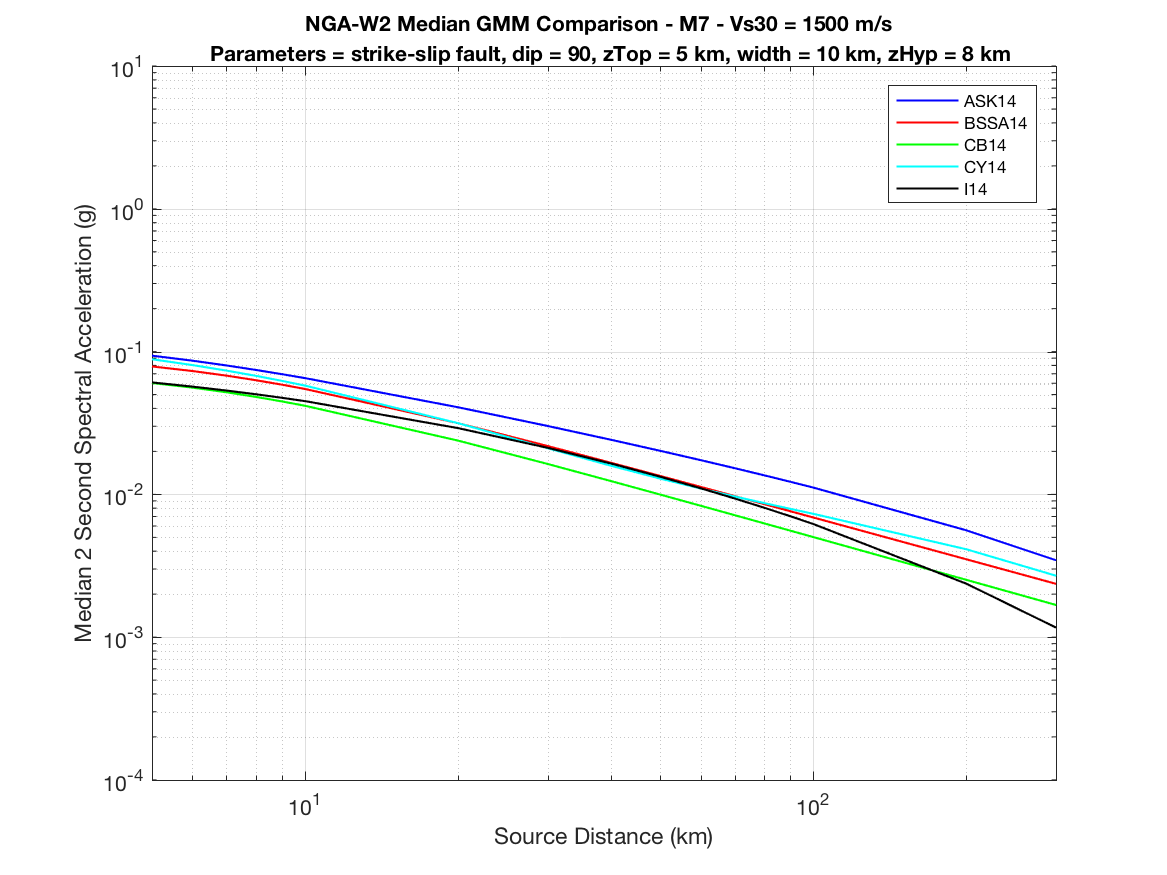 NGA-W2 Median GMM Comparison - M7 - Vs30 = 1500 m/s
Parameters = strike-slip fault, dip = 90, zTop = 5 km, width = 10 km, zHyp = 8 km
10^1
10^0
10^-1
10^-2
10^-3
10^-4
Median 2 Second Spectral Acceleration (g)
ASK14
BSSA14
CB14
CY14
I14
10^1
10^2
Source Distance (km)